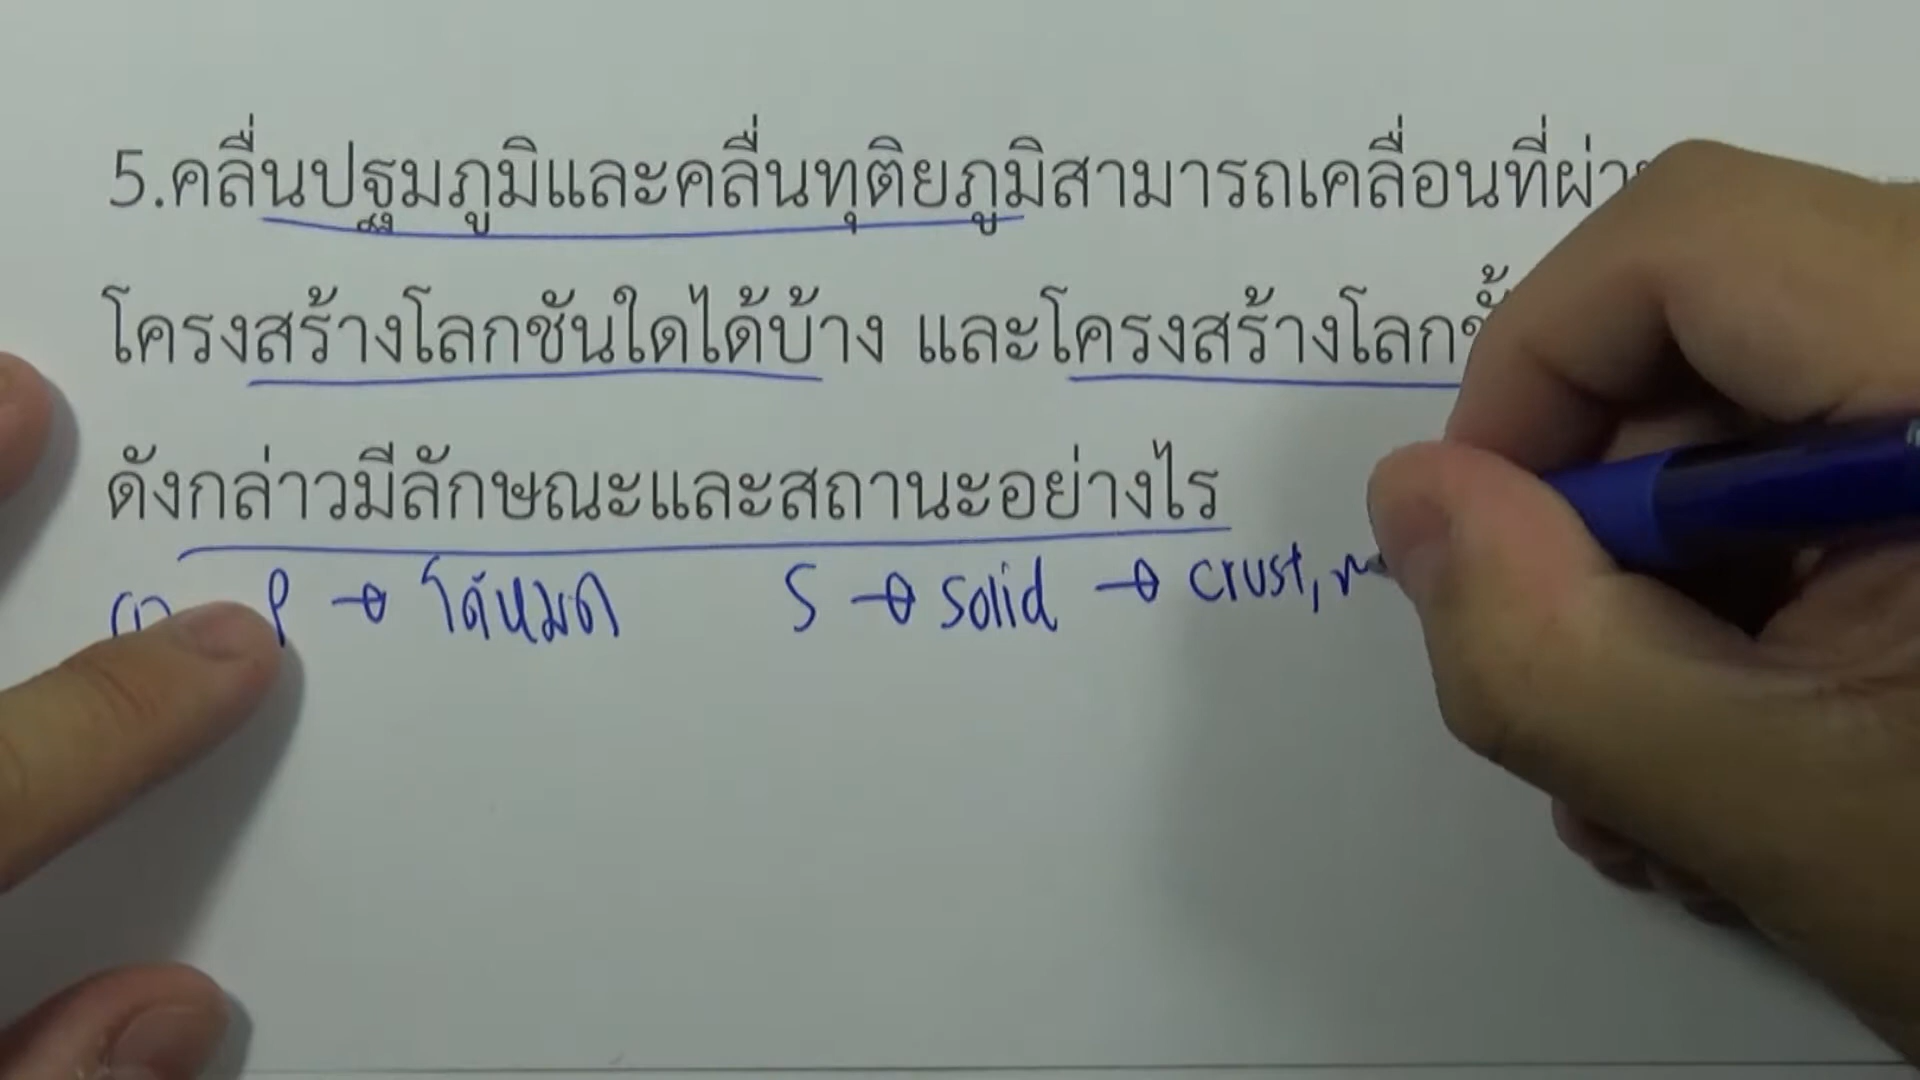 5.คลื่นปฐมภูมิและคลื่นทุติยภูมิสามารถเคลื่อนที่ผ่า
โครงสร้างโลกชันใดได้บ้าง และโครงสร้างโลกชั้
ดังกล่าวมีลักษณะและสถานะอย่างไร
P → ได้หมด S → solid → crust, m